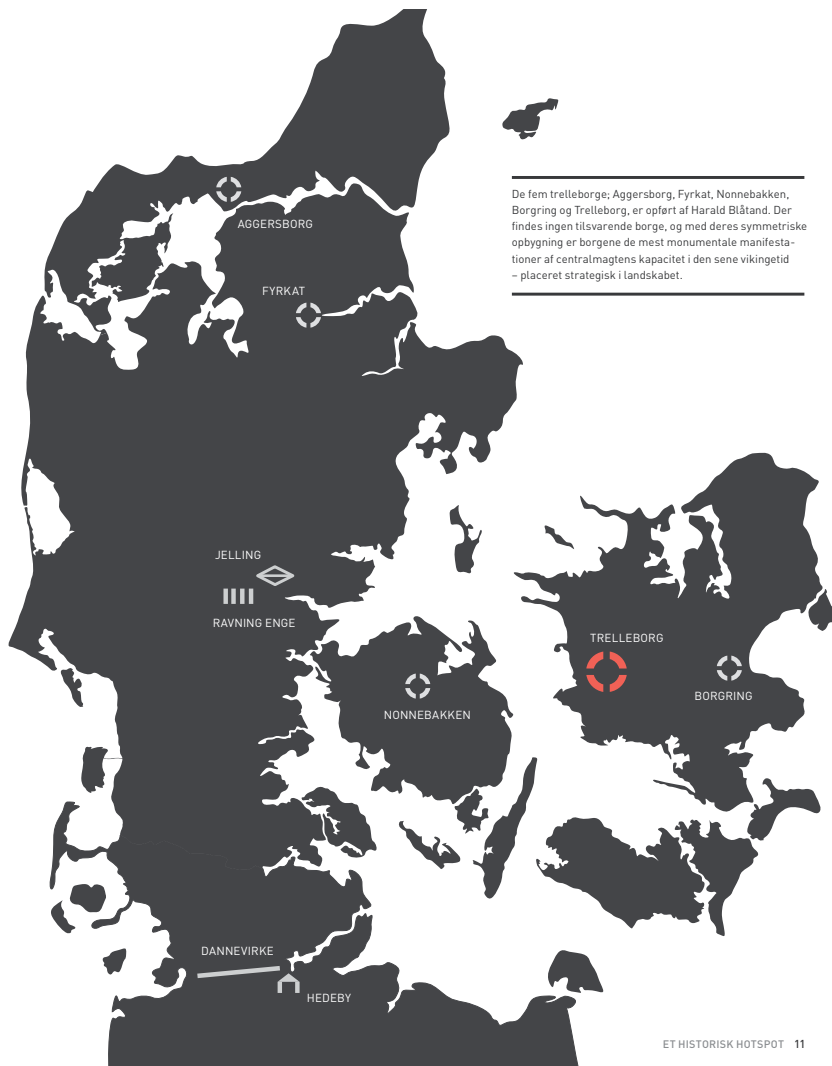 De fem trelleborge; Aggersborg, Fyrkat, Nonnebakken,
Borgring og Trelleborg, er opført af Harald Blåtand. Der
findes ingen tilsvarende borge, og med deres symmetriske
opbygning er borgene de mest monumentale manifesta-
tioner af centralmagtens kapacitet i den sene vikingetid
– placeret strategisk i landskabet.
AGGERSBORG
FYRKAT
JELLING
RAVNING ENGE
TRELLEBORG
BORGRING
NONNEBAKKEN
DANNEVIRKE
HEDEBY
ET HISTORISK HOTSPOT 11